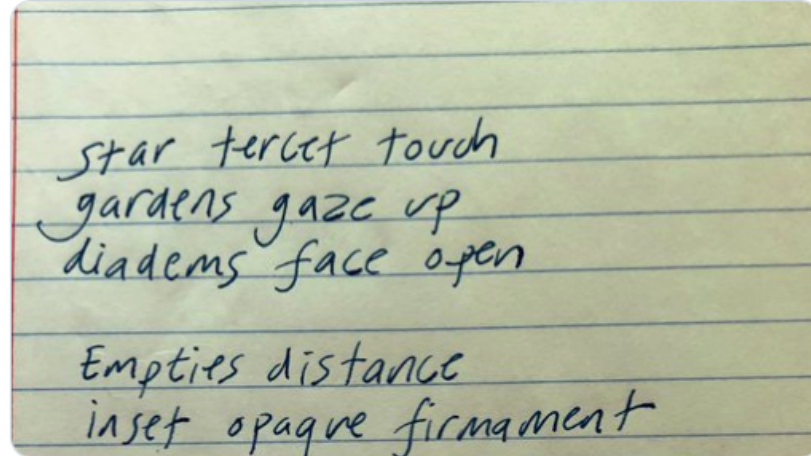 star tercet touch
gardens gaze up
diadems face open
Empties distance
inset opaque firmament